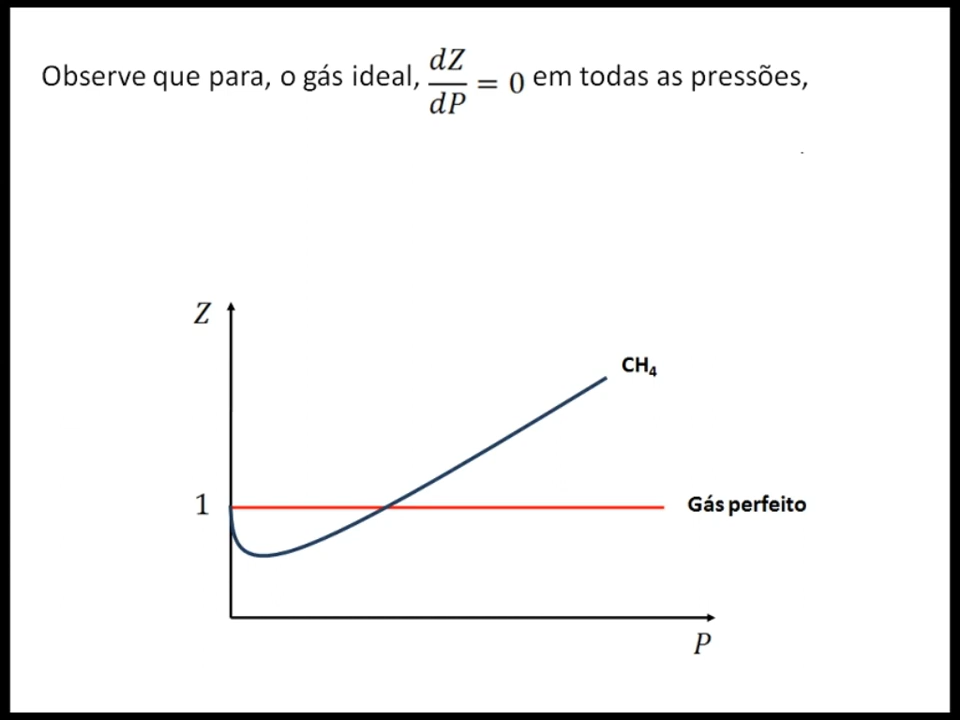 Observe que para, o gás ideal, dZ/dP = 0 em todas as pressões,
Z
CH₄
1
Gás perfeito
P